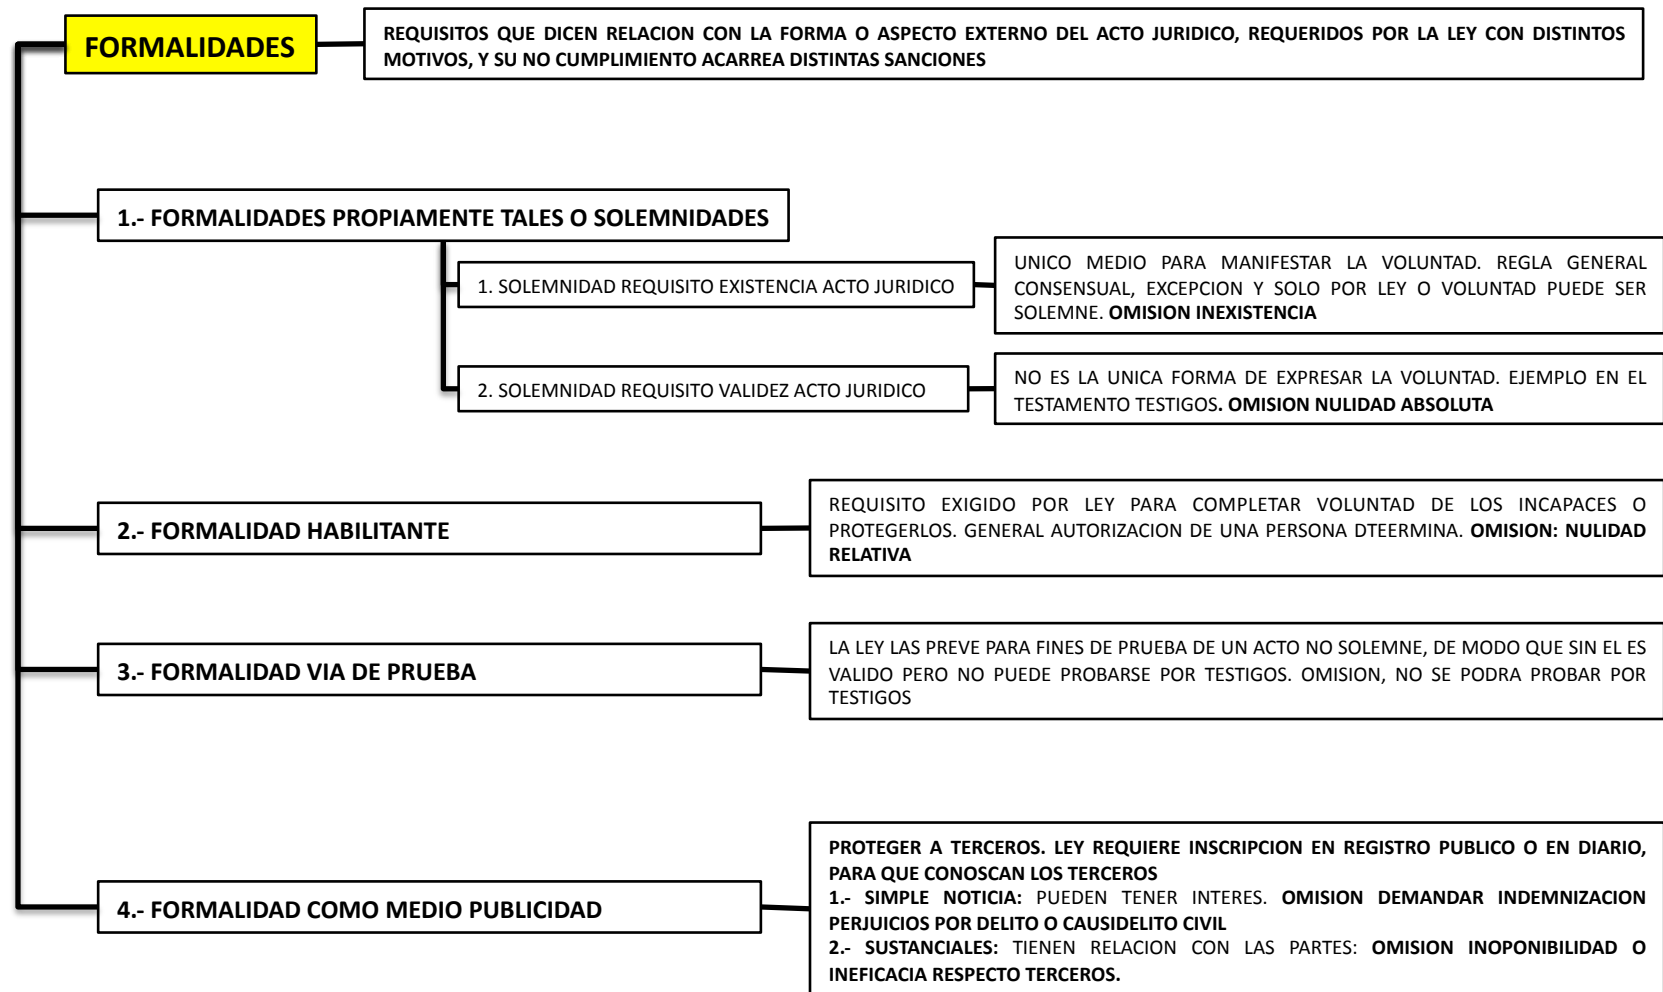 FORMALIDADES
REQUISITOS QUE DICEN RELACION CON LA FORMA O ASPECTO EXTERNO DEL ACTO JURIDICO, REQUERIDOS POR LA LEY CON DISTINTOS
MOTIVOS, Y SU NO CUMPLIMIENTO ACARREA DISTINTAS SANCIONES
1.- FORMALIDADES PROPIAMENTE TALES O SOLEMNIDADES
1. SOLEMNIDAD REQUISITO EXISTENCIA ACTO JURIDICO
UNICO MEDIO PARA MANIFESTAR LA VOLUNTAD. REGLA GENERAL
CONSENSUAL, EXCEPCION Y SOLO POR LEY O VOLUNTAD PUEDE SER
SOLEMNE. OMISION INEXISTENCIA
2. SOLEMNIDAD REQUISITO VALIDEZ ACTO JURIDICO
NO ES LA UNICA FORMA DE EXPRESAR LA VOLUNTAD. EJEMPLO EN EL
TESTAMENTO TESTIGOS. OMISION NULIDAD ABSOLUTA
2.- FORMALIDAD HABILITANTE
REQUISITO EXIGIDO POR LEY PARA COMPLETAR VOLUNTAD DE LOS INCAPACES O
PROTEGERLOS. GENERAL AUTORIZACION DE UNA PERSONA DTEERMINA. OMISION: NULIDAD
RELATIVA
3.- FORMALIDAD VIA DE PRUEBA
LA LEY LAS PREVE PARA FINES DE PRUEBA DE UN ACTO NO SOLEMNE, DE MODO QUE SIN EL ES
VALIDO PERO NO PUEDE PROBARSE POR TESTIGOS. OMISION, NO SE PODRA PROBAR POR
TESTIGOS
4.- FORMALIDAD COMO MEDIO PUBLICIDAD
PROTEGER A TERCEROS. LEY REQUIERE INSCRIPCION EN REGISTRO PUBLICO O EN DIARIO,
PARA QUE CONOSCAN LOS TERCEROS
1.- SIMPLE NOTICIA: PUEDEN TENER INTERES. OMISION DEMANDAR INDEMNIZACION
PERJUICIOS POR DELITO O CAUSIDELITO CIVIL
2.- SUSTANCIALES: TIENEN RELACION CON LAS PARTES: OMISION INOPONIBILIDAD O
INEFICACIA RESPECTO TERCEROS.